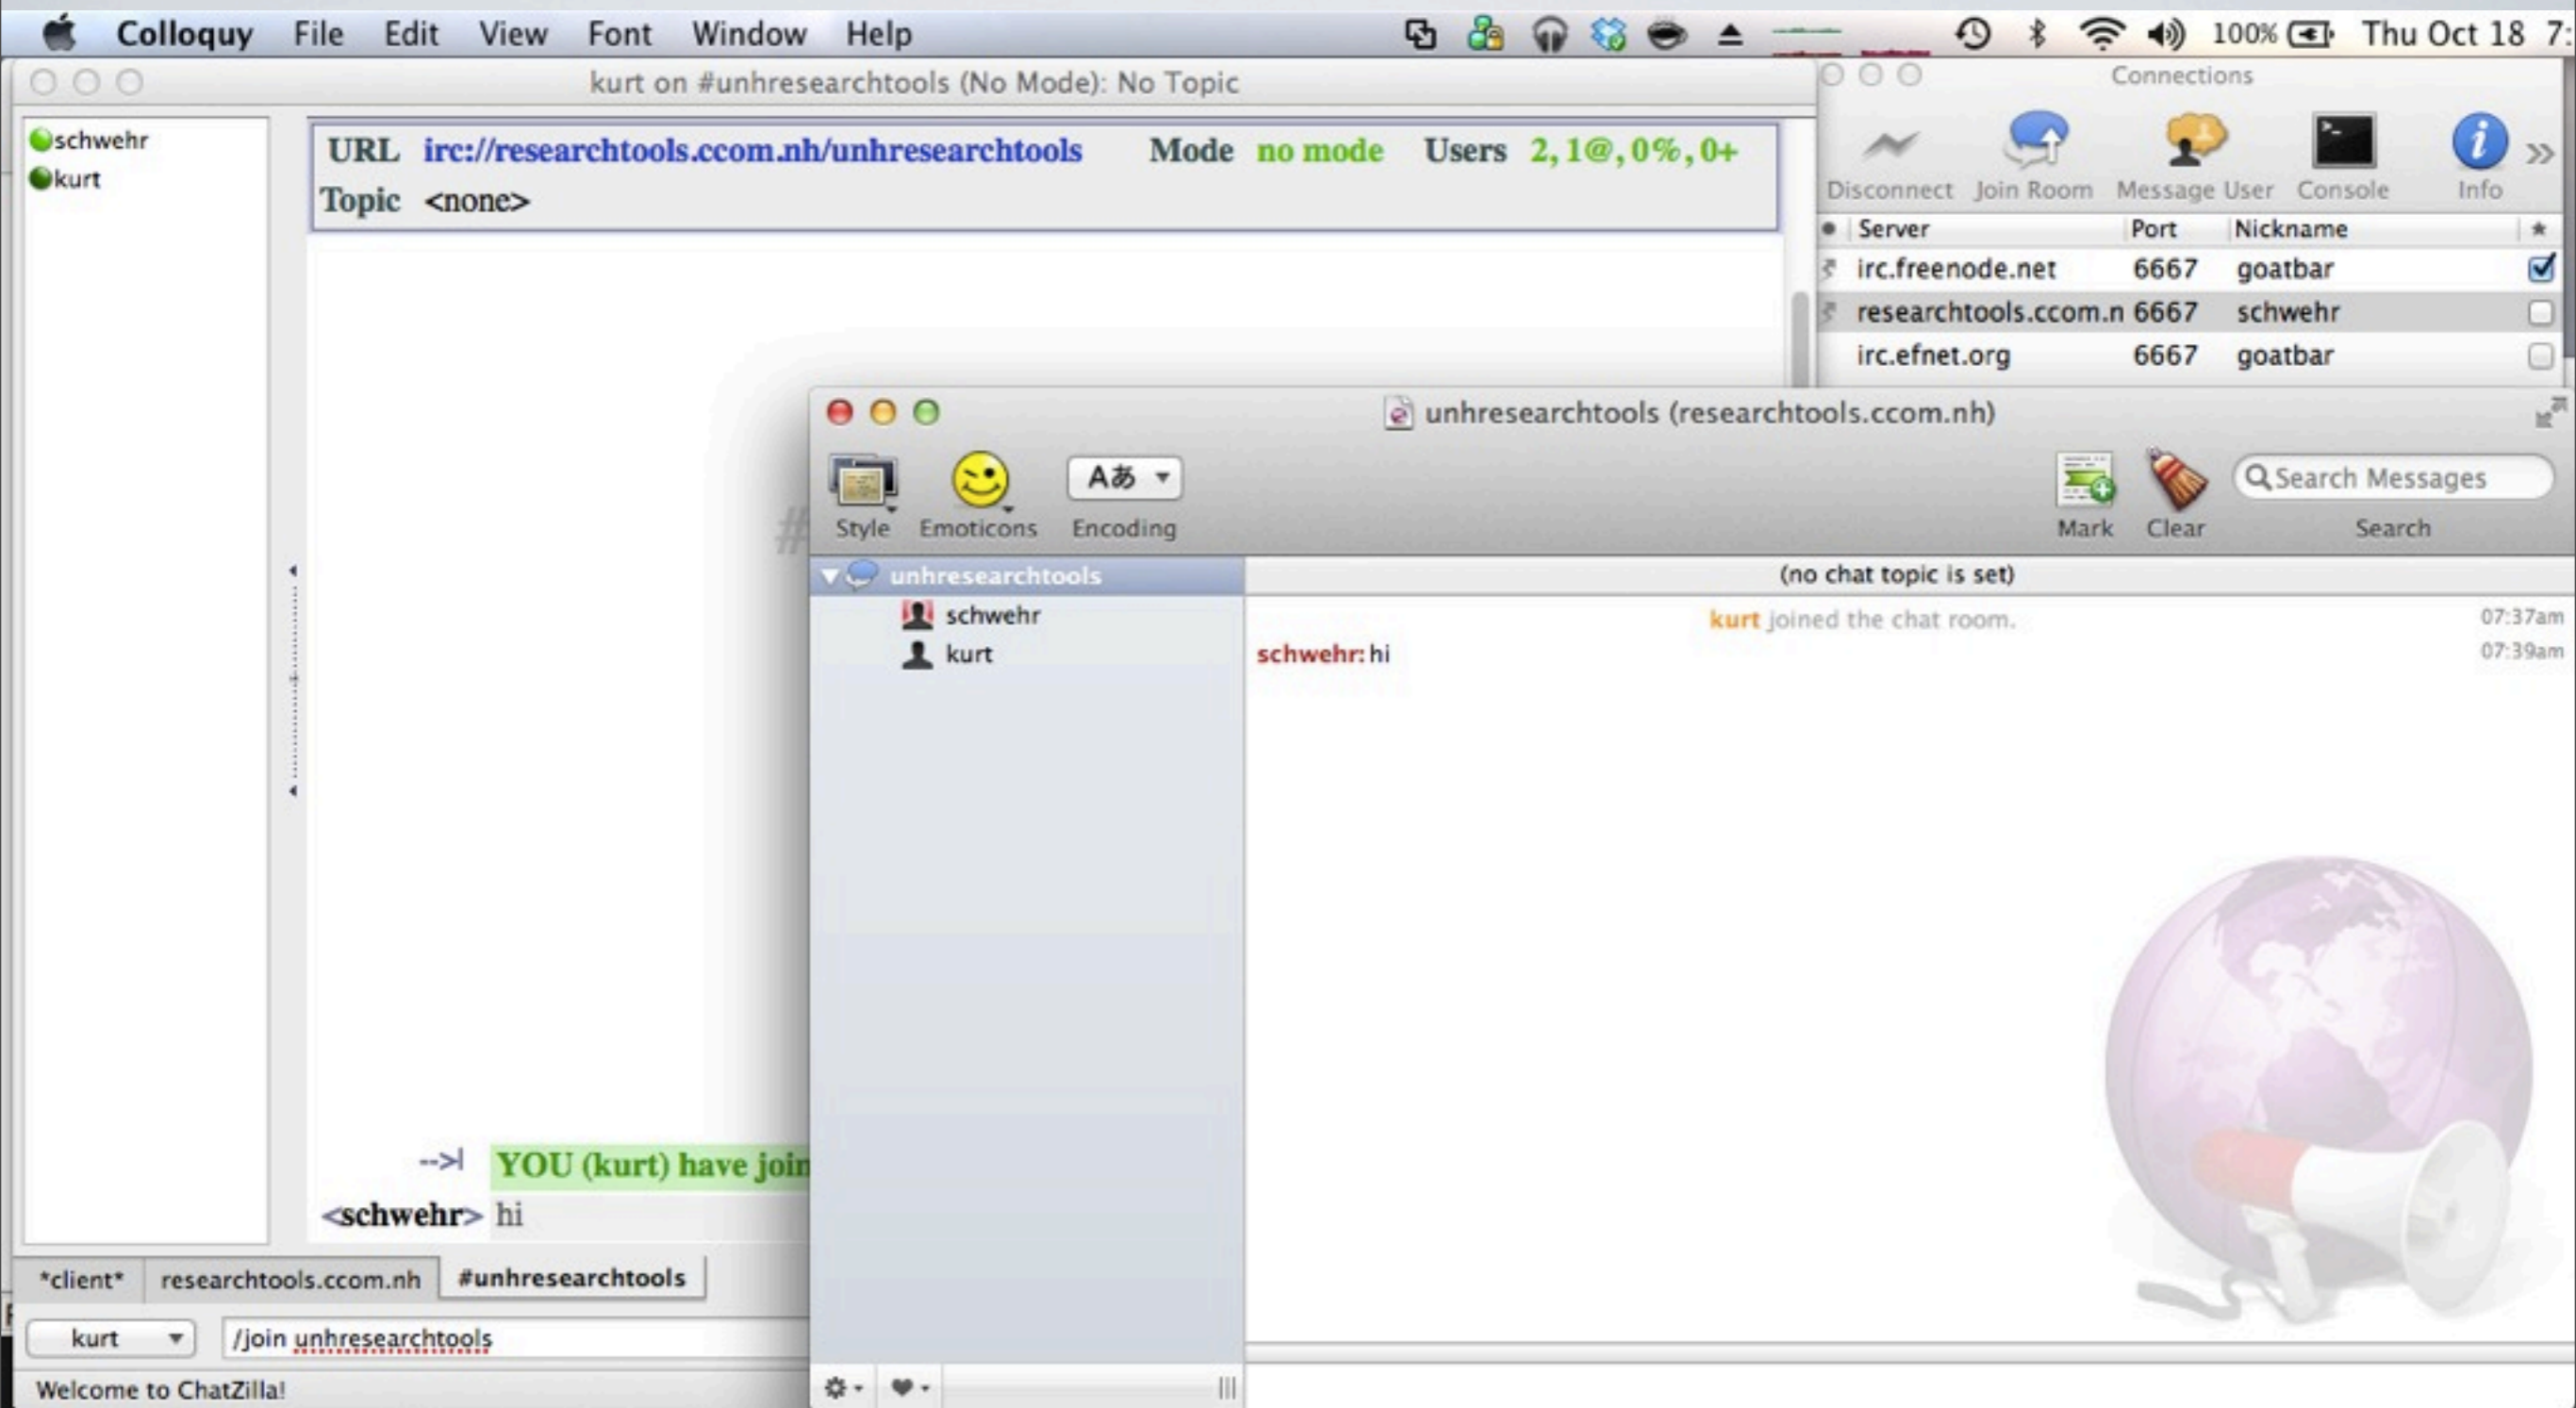 Colloquy File Edit View Font Window Help 100% Thu Oct 18 7:
kurt on #unhresearchtools (No Mode): No Topic
schwehr
kurt
URL irc://researchtools.ccom.nh/unhresearchtools Mode no mode Users 2, 1@, 0%, 0+
Topic <none>
#
-->| YOU (kurt) have join
<schwehr> hi
*client* researchtools.ccom.nh #unhresearchtools
kurt /join unhresearchtools
Welcome to ChatZilla!
Connections
Disconnect Join Room Message User Console Info
Server Port Nickname
irc.freenode.net 6667 goatbar
researchtools.ccom.n 6667 schwehr
irc.efnet.org 6667 goatbar
unhresearchtools (researchtools.ccom.nh)
Aあ Search Messages
Style Emoticons Encoding Mark Clear Search
unhresearchtools
schwehr
kurt
(no chat topic is set)
kurt joined the chat room. 07:37am
schwehr: hi 07:39am